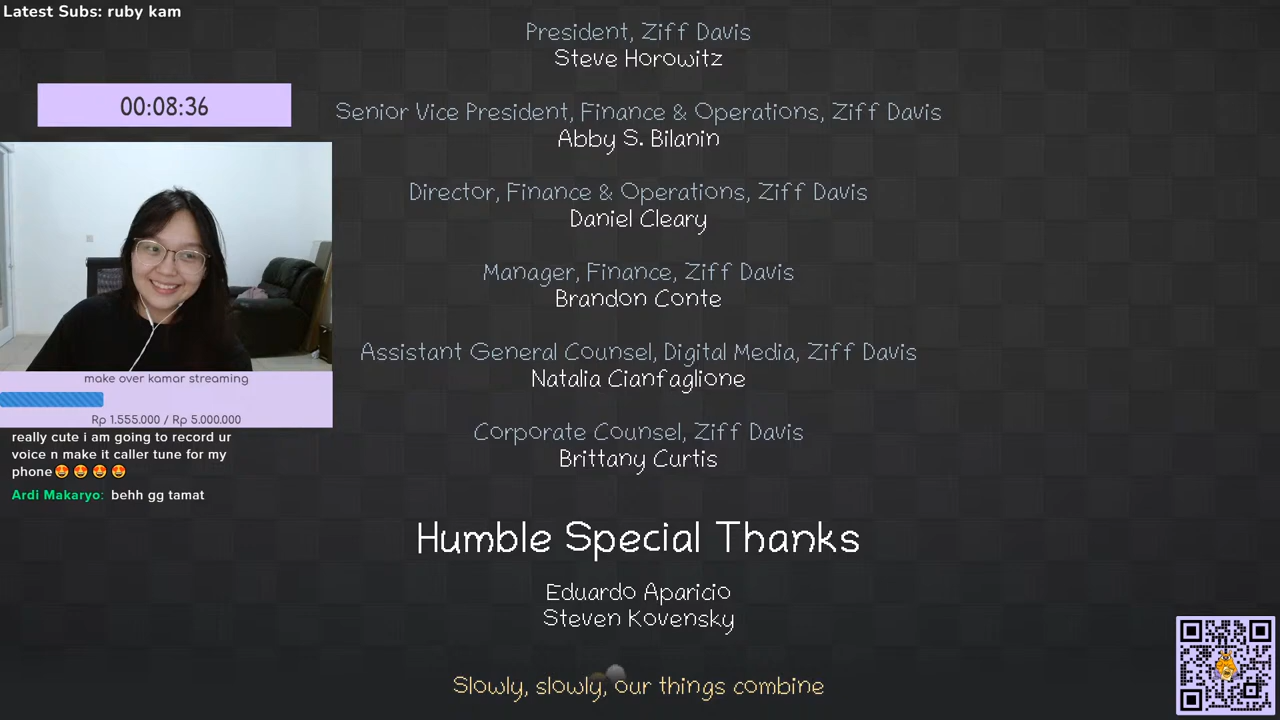 Latest Subs: ruby kam
00:08:36
make over kamar streaming
Rp 1.555.000 / Rp 5.000.000
really cute i am going to record ur
voice n make it caller tune for my
phone😍 😍 😍 😍
Ardi Makaryo: behh gg tamat
President, Ziff Davis
Steve Horowitz
Senior Vice President, Finance & Operations, Ziff Davis
Abby S. Bilanin
Director, Finance & Operations, Ziff Davis
Daniel Cleary
Manager, Finance, Ziff Davis
Brandon Conte
Assistant General Counsel, Digital Media, Ziff Davis
Natalia Cianfaglione
Corporate Counsel, Ziff Davis
Brittany Curtis
Humble Special Thanks
Eduardo Aparicio
Steven Kovensky
Slowly, slowly, our things combine